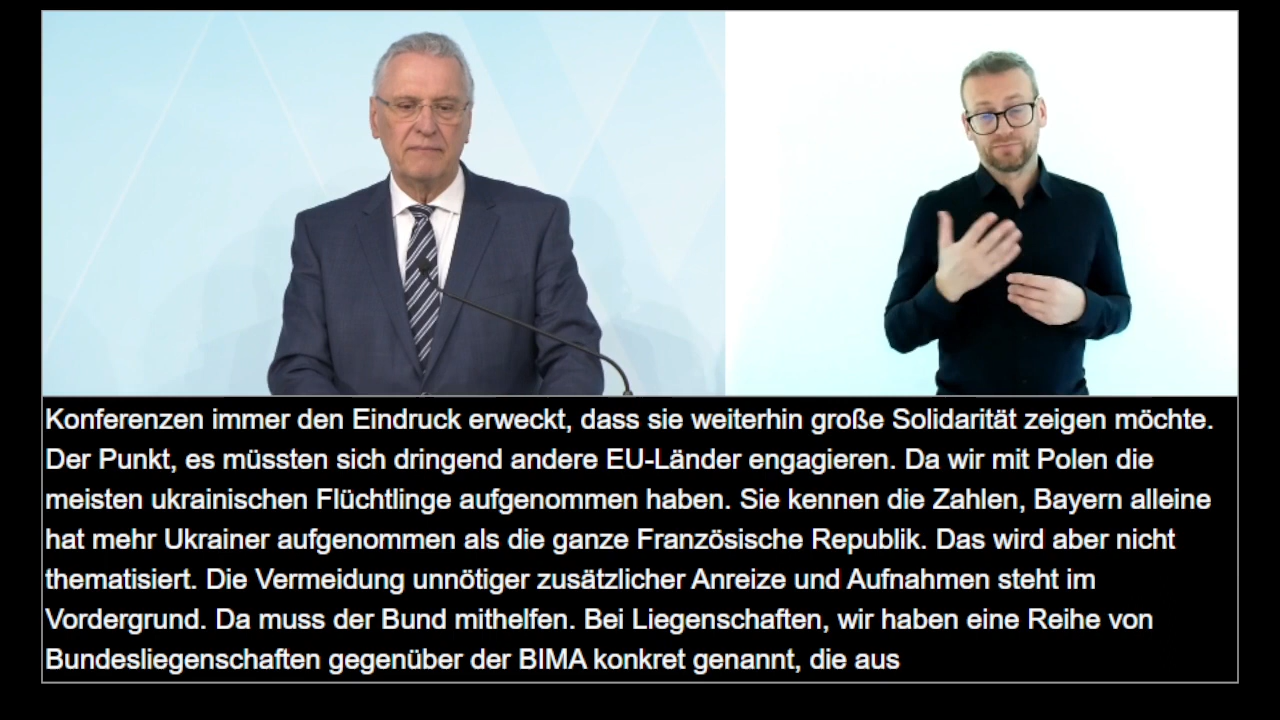 Konferenzen immer den Eindruck erweckt, dass sie weiterhin große Solidarität zeigen möchte.
Der Punkt, es müssten sich dringend andere EU-Länder engagieren. Da wir mit Polen die
meisten ukrainischen Flüchtlinge aufgenommen haben. Sie kennen die Zahlen, Bayern alleine
hat mehr Ukrainer aufgenommen als die ganze Französische Republik. Das wird aber nicht
thematisiert. Die Vermeidung unnötiger zusätzlicher Anreize und Aufnahmen steht im
Vordergrund. Da muss der Bund mithelfen. Bei Liegenschaften, wir haben eine Reihe von
Bundesliegenschaften gegenüber der BIMA konkret genannt, die aus